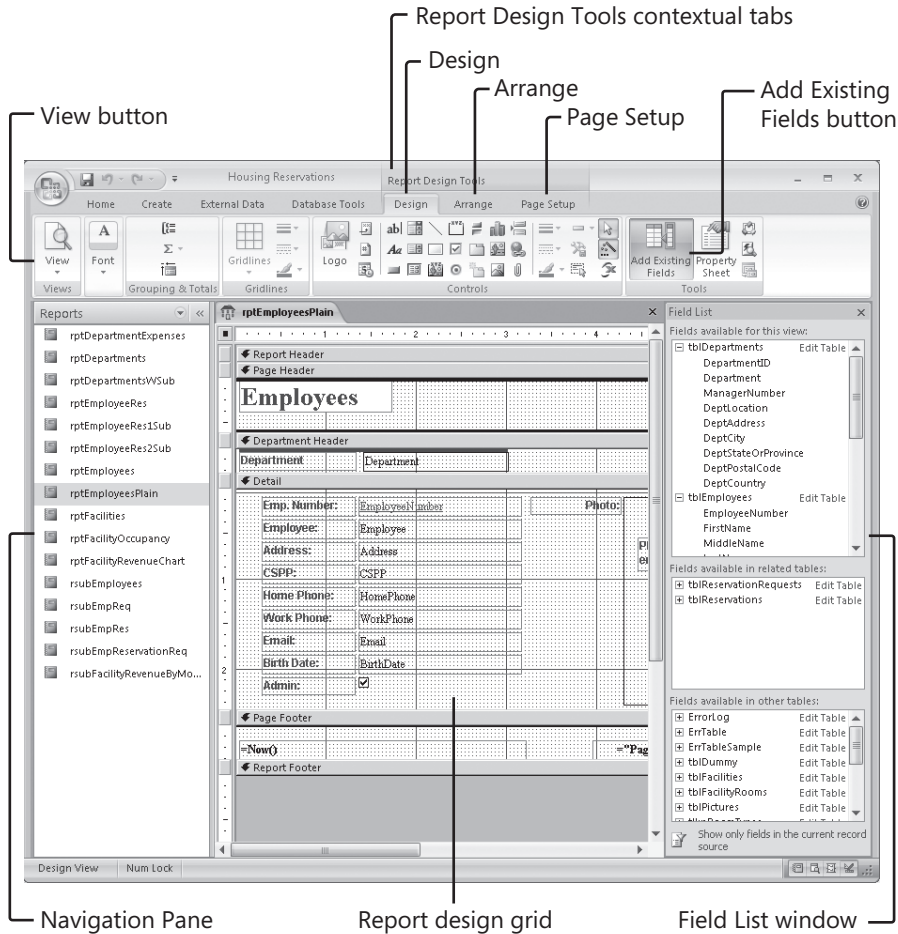 Report Design Tools contextual tabs
Design
Arrange
Page Setup
Add Existing
Fields button
View button
Housing Reservations
Report Design Tools
Home Create External Data Database Tools Design Arrange Page Setup
View
Font
Gridlines
Logo
Add Existing
Fields
Property
Sheet
Views
Grouping & Totals
Gridlines
Controls
Tools
Reports
rptDepartmentExpenses
rptDepartments
rptDepartmentsWSub
rptEmployeeRes
rptEmployeeRes1Sub
rptEmployeeRes2Sub
rptEmployees
rptEmployeesPlain
rptFacilities
rptFacilityOccupancy
rptFacilityRevenueChart
rsubEmployees
rsubEmpReq
rsubEmpRes
rsubEmpReservationReq
rsubFacilityRevenueByMo...
rptEmployeesPlain
1 2 3 4
Report Header
Page Header
Employees
Department Header
Department Department
Detail
Emp. Number: EmployeeNumber Photo:
Employee: Employee
Address: Address
CSPP: CSPP
1
Home Phone: HomePhone
Work Phone: WorkPhone
Email: Email
Birth Date: BirthDate
2
Admin:
Page Footer
=Now() ="Pag
Report Footer
Field List
Fields available for this view:
tblDepartments Edit Table
DepartmentID
Department
ManagerNumber
DeptLocation
DeptAddress
DeptCity
DeptStateOrProvince
DeptPostalCode
DeptCountry
tblEmployees Edit Table
EmployeeNumber
FirstName
MiddleName
Fields available in related tables:
tblReservationRequests Edit Table
tblReservations Edit Table
Fields available in other tables:
ErrorLog Edit Table
ErrTable Edit Table
ErrTableSample Edit Table
tblDummy Edit Table
tblFacilities Edit Table
tblFacilityRooms Edit Table
tblPictures Edit Table
Show only fields in the current record
source
Design View Num Lock
Navigation Pane
Report design grid
Field List window